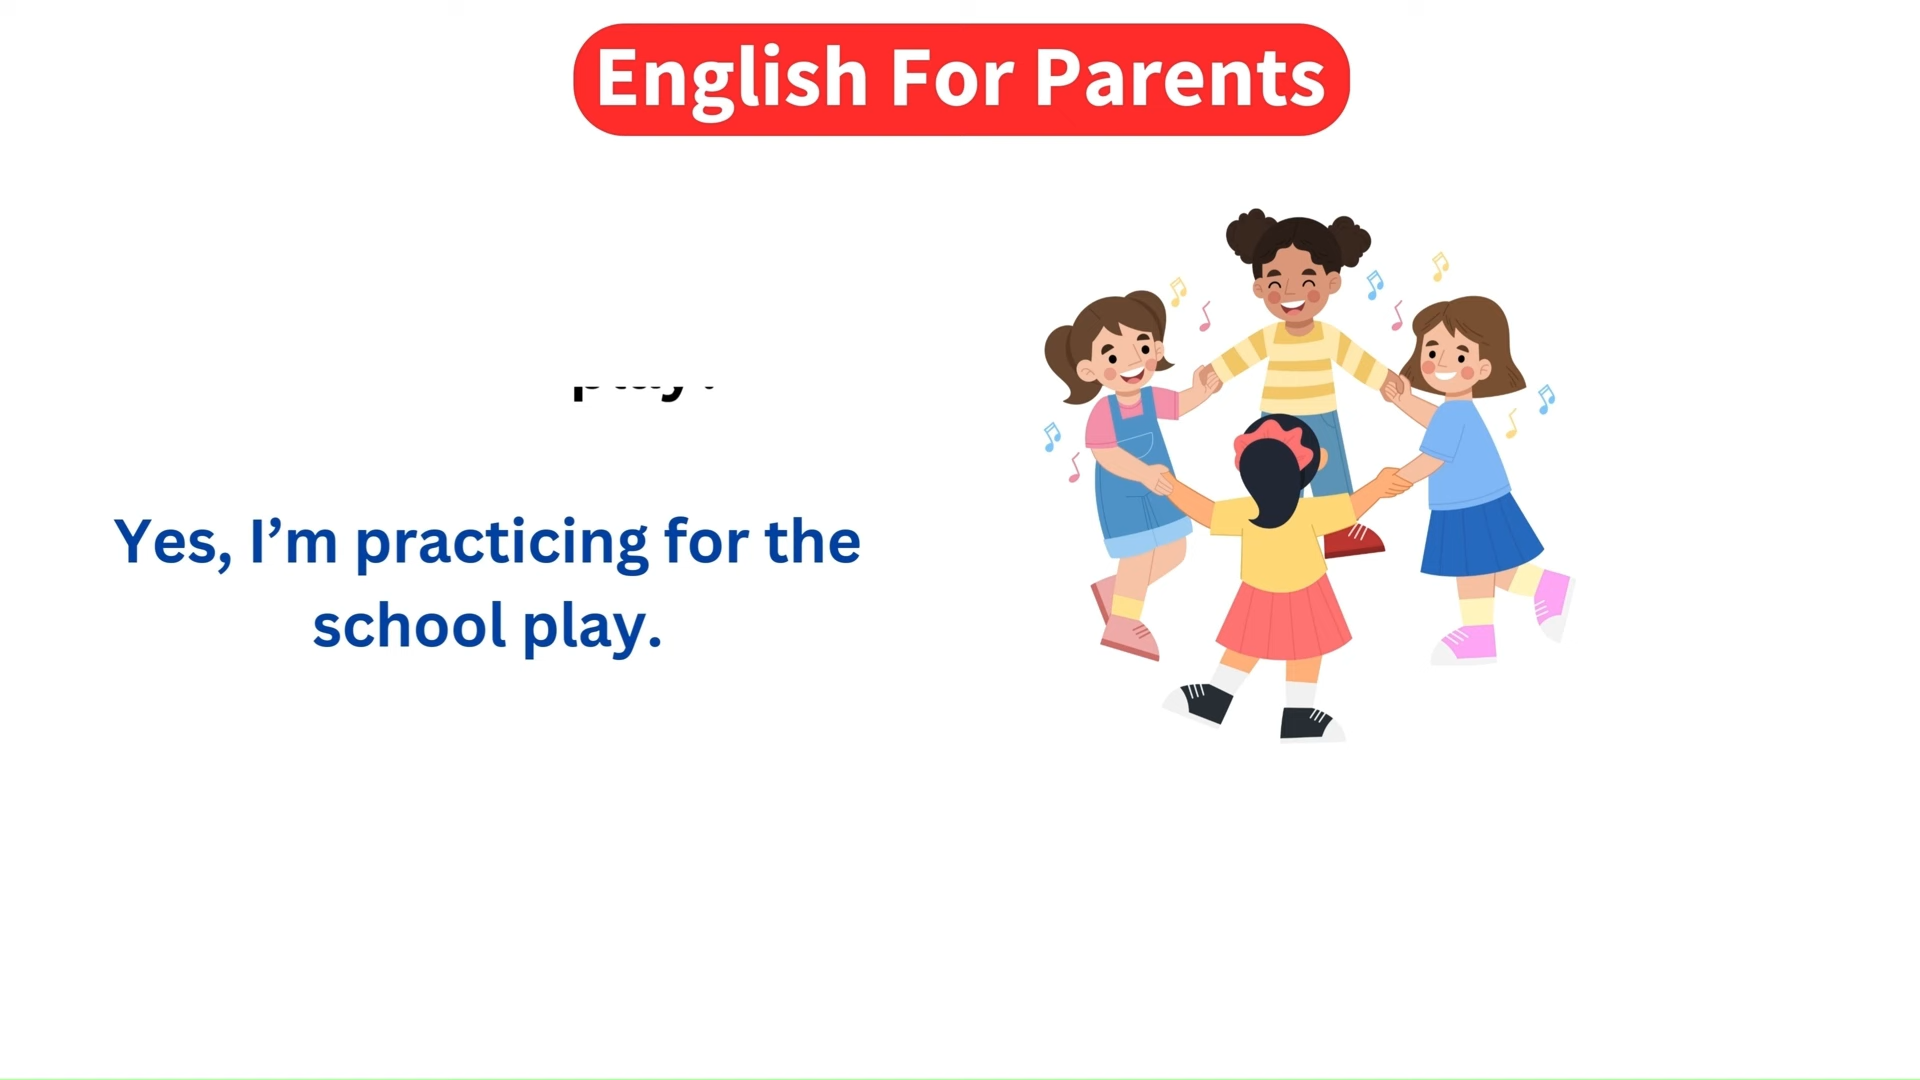 English For Parents
Yes, I’m practicing for the
school play.